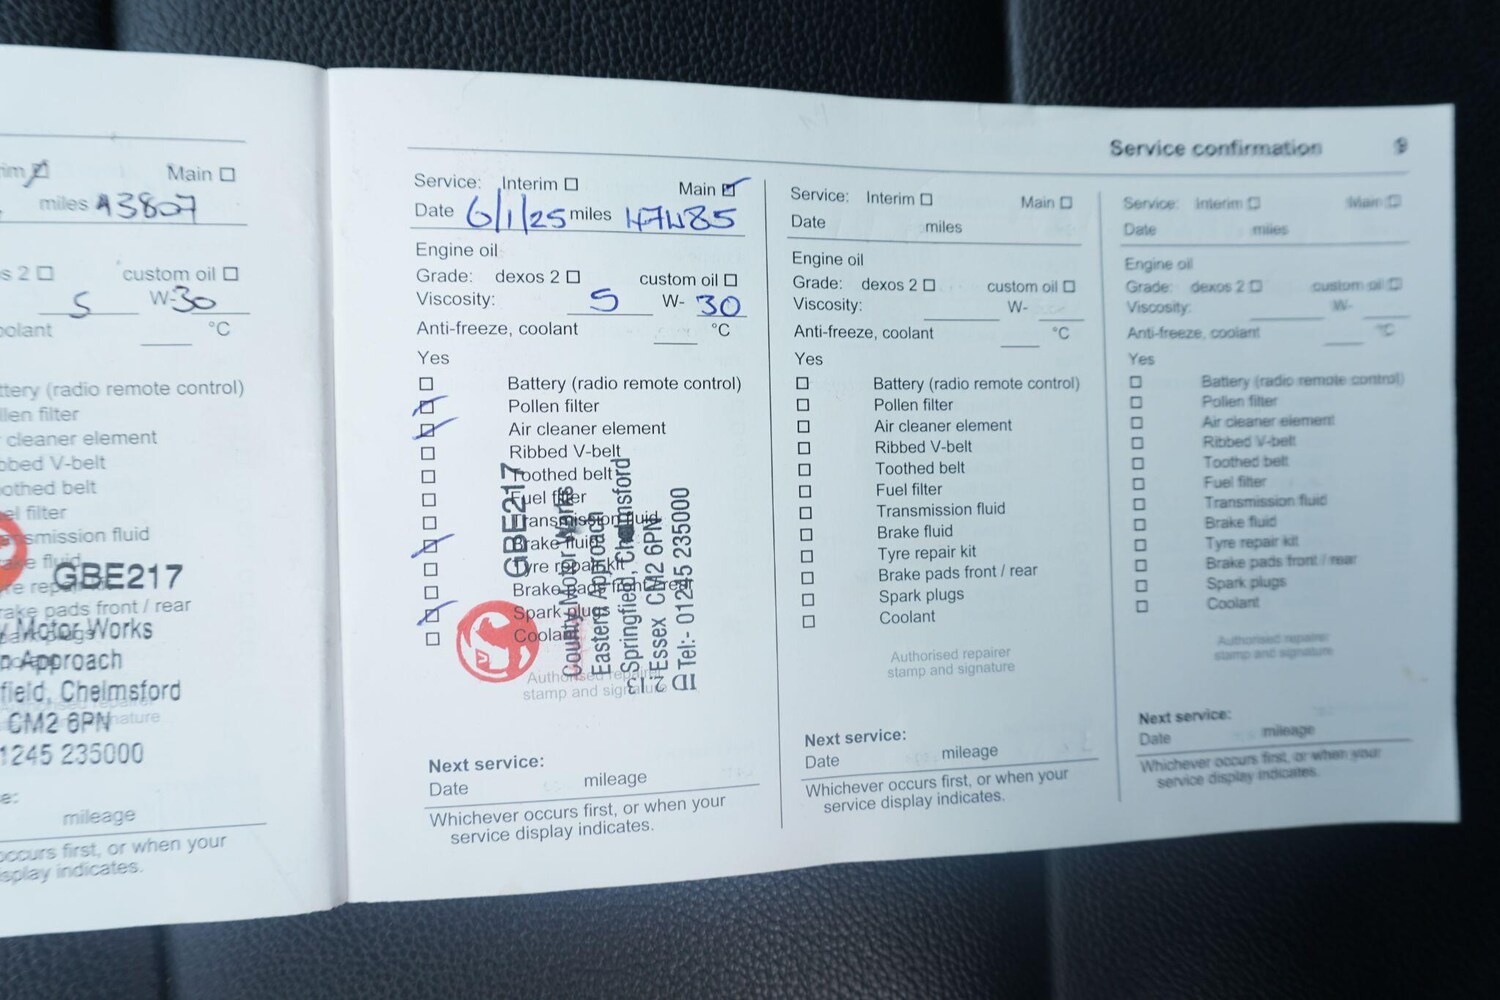 Service confirmation 9
rim Main
miles 43807
s 2 custom oil
5 W-30
oolant °C
ttery (radio remote control)
llen filter
cleaner element
bbed V-belt
othed belt
el filter
smission fluid
ake fluid
re repair
rake pads front / rear
GBE217
Motor Works
Approach
field, Chelmsford
CM2 6PN
1245 235000
e:
mileage
occurs first, or when your
splay indicates.
Service: Interim Main
Date 6/1/25 miles
Engine oil
Grade: dexos 2 custom oil
Viscosity: 5 W- 30
Anti-freeze, coolant °C
Yes
Battery (radio remote control)
Pollen filter
Air cleaner element
Ribbed V-belt
Toothed belt
Fuel filter
Transmission fluid
Brake fluid
Tyre repair kit
Brake pads front / rear
Spark plugs
Coolant
GBE217
County Motor Works
Eastern Approach
Springfield, Chelmsford
Essex CM2 6PN
Tel:- 01245 235000
Authorised repairer
stamp and signature
Next service:
Date mileage
Whichever occurs first, or when your
service display indicates.
Service: Interim Main
Date miles
Engine oil
Grade: dexos 2 custom oil
Viscosity: W-
Anti-freeze, coolant °C
Yes
Battery (radio remote control)
Pollen filter
Air cleaner element
Ribbed V-belt
Toothed belt
Fuel filter
Transmission fluid
Brake fluid
Tyre repair kit
Brake pads front / rear
Spark plugs
Coolant
Authorised repairer
stamp and signature
Next service:
Date mileage
Whichever occurs first, or when your
service display indicates.
Service: Interim Main
Date miles
Engine oil
Grade: dexos 2 custom oil
Viscosity: W-
Anti-freeze, coolant °C
Yes
Battery (radio remote control)
Pollen filter
Air cleaner element
Ribbed V-belt
Toothed belt
Fuel filter
Transmission fluid
Brake fluid
Tyre repair kit
Brake pads front / rear
Spark plugs
Coolant
Authorised repairer
stamp and signature
Next service:
Date mileage
Whichever occurs first, or when your
service display indicates.